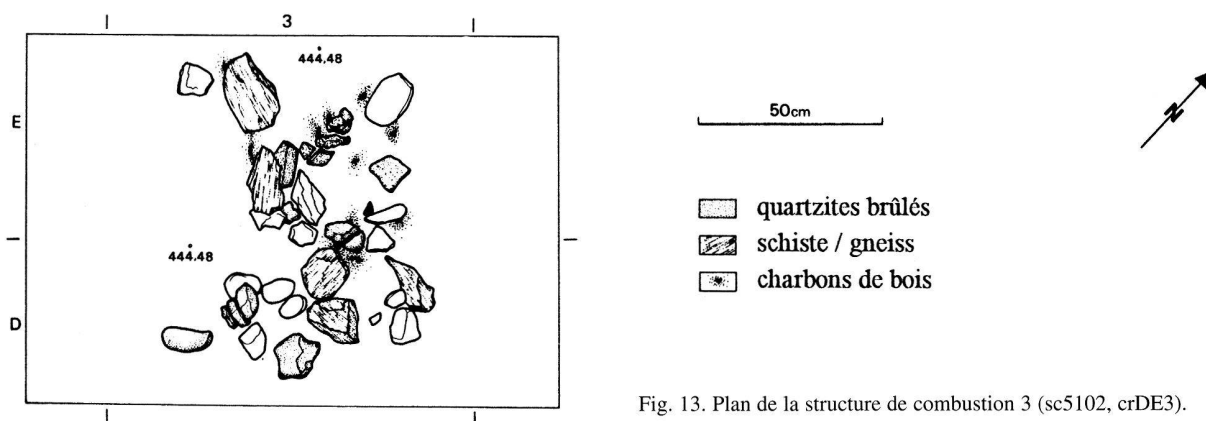 3
444,48
E
444.48
D
50cm
N
quartzites brûlés
schiste / gneiss
charbons de bois
Fig. 13. Plan de la structure de combustion 3 (sc5102, crDE3).